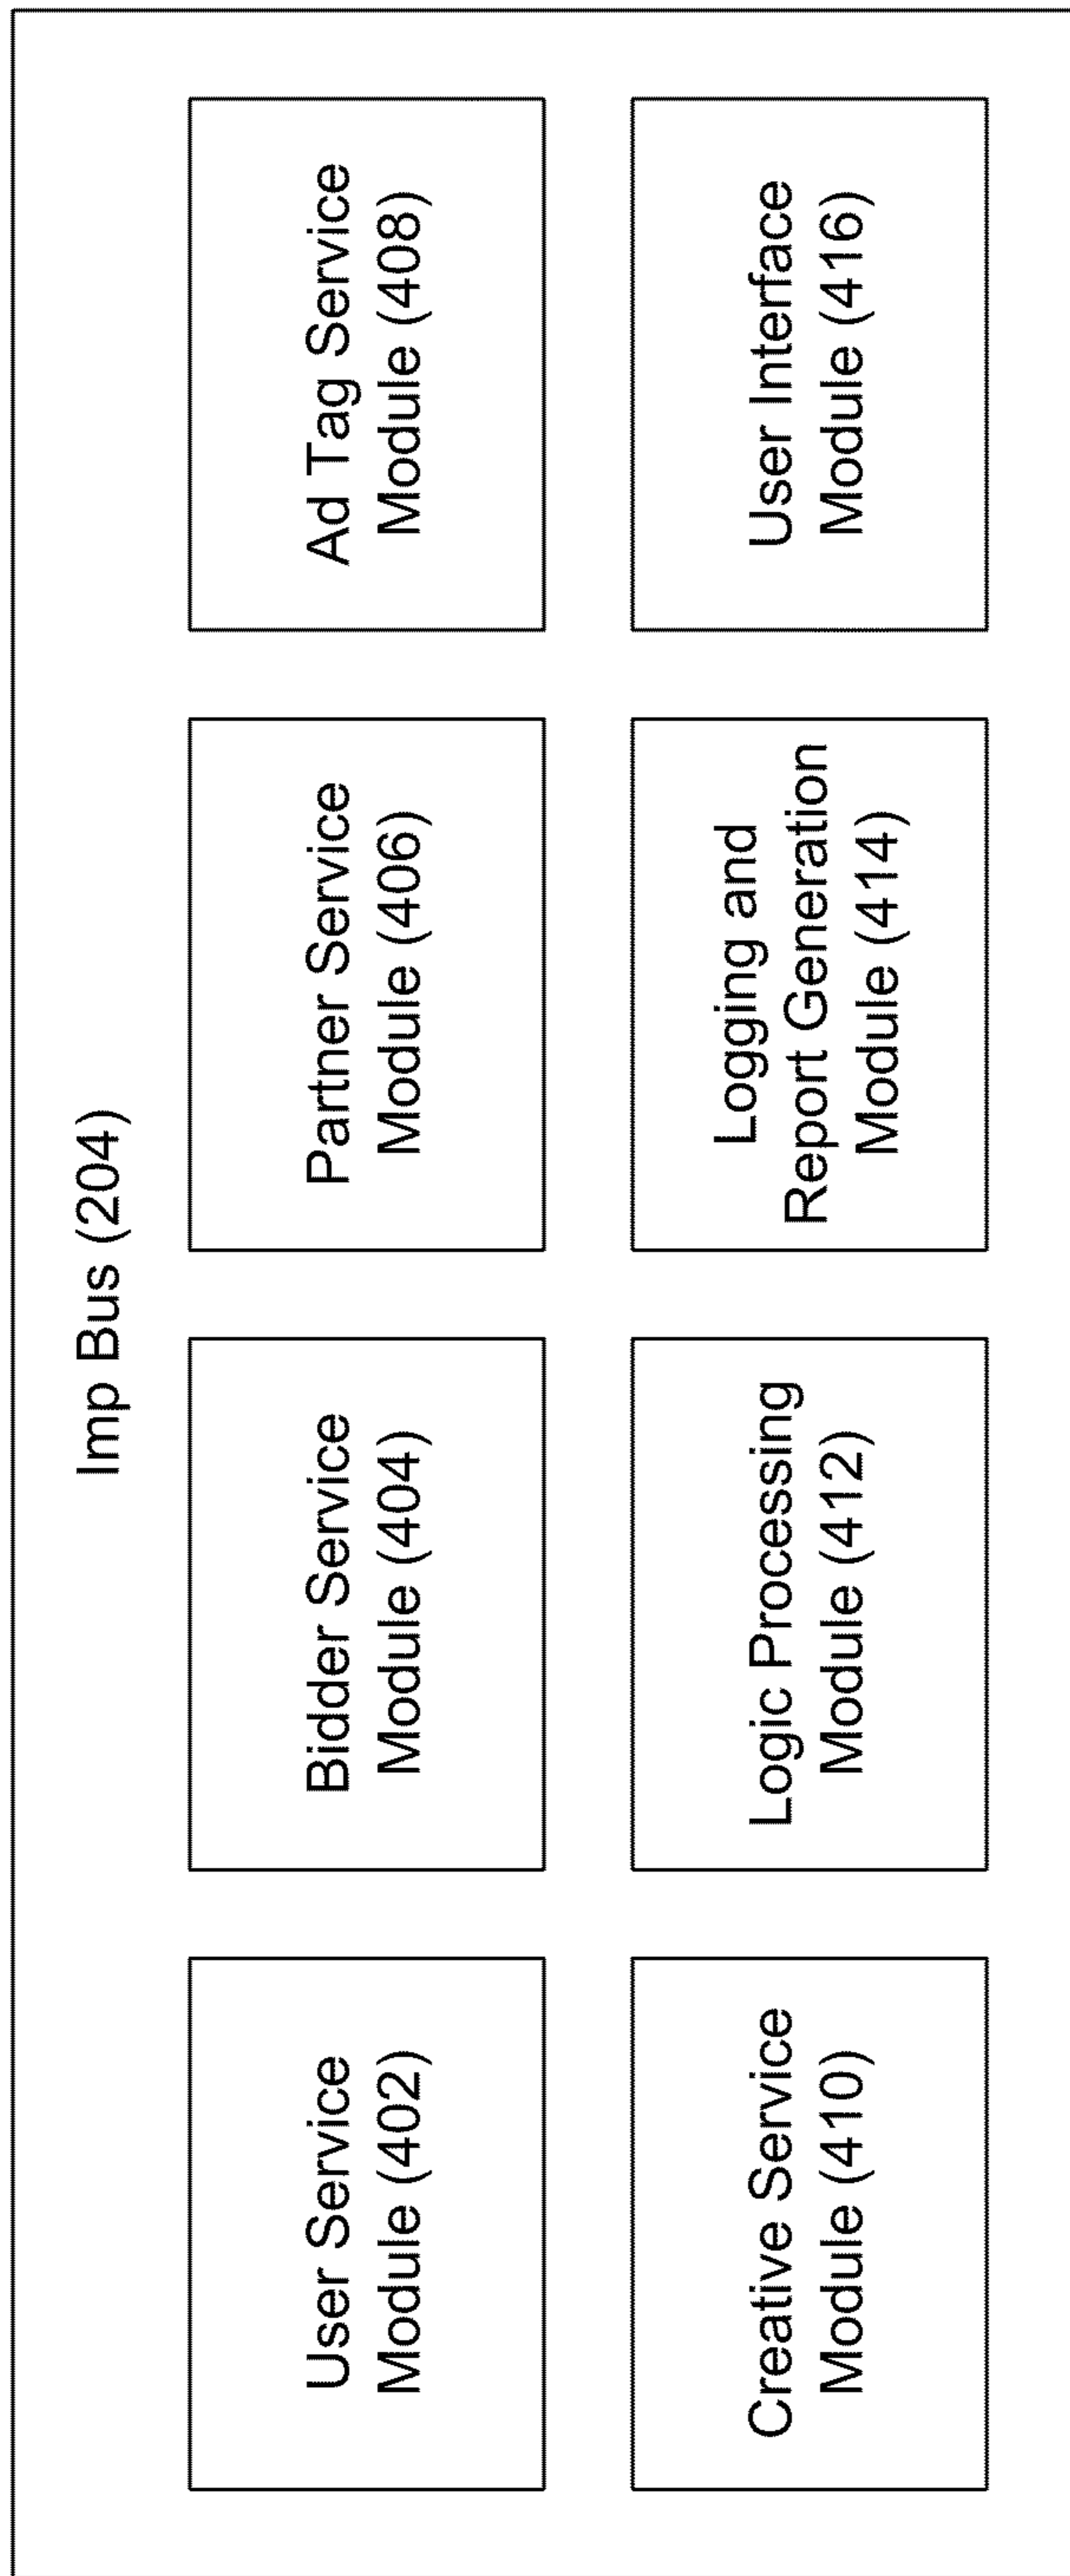 Imp Bus (204)
User Service
Module (402)
Bidder Service
Module (404)
Partner Service
Module (406)
Ad Tag Service
Module (408)
Creative Service
Module (410)
Logic Processing
Module (412)
Logging and
Report Generation
Module (414)
User Interface
Module (416)